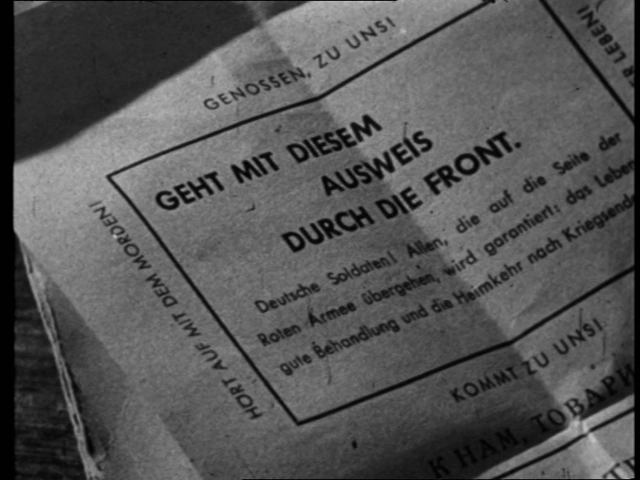 GENOSSEN, ZU UNS!
GEHT MIT DIESEM
AUSWEIS
DURCH DIE FRONT.
Deutsche Soldaten! Allen, die auf die Seite der
Roten Armee übergehen, wird garantiert: das Leben
gute Behandlung und die Heimkehr nach Kriegsende
HÖRT AUF MIT DEM MORDEN!
LEBEN!
KOMMT ZU UNS!
К НАМ,